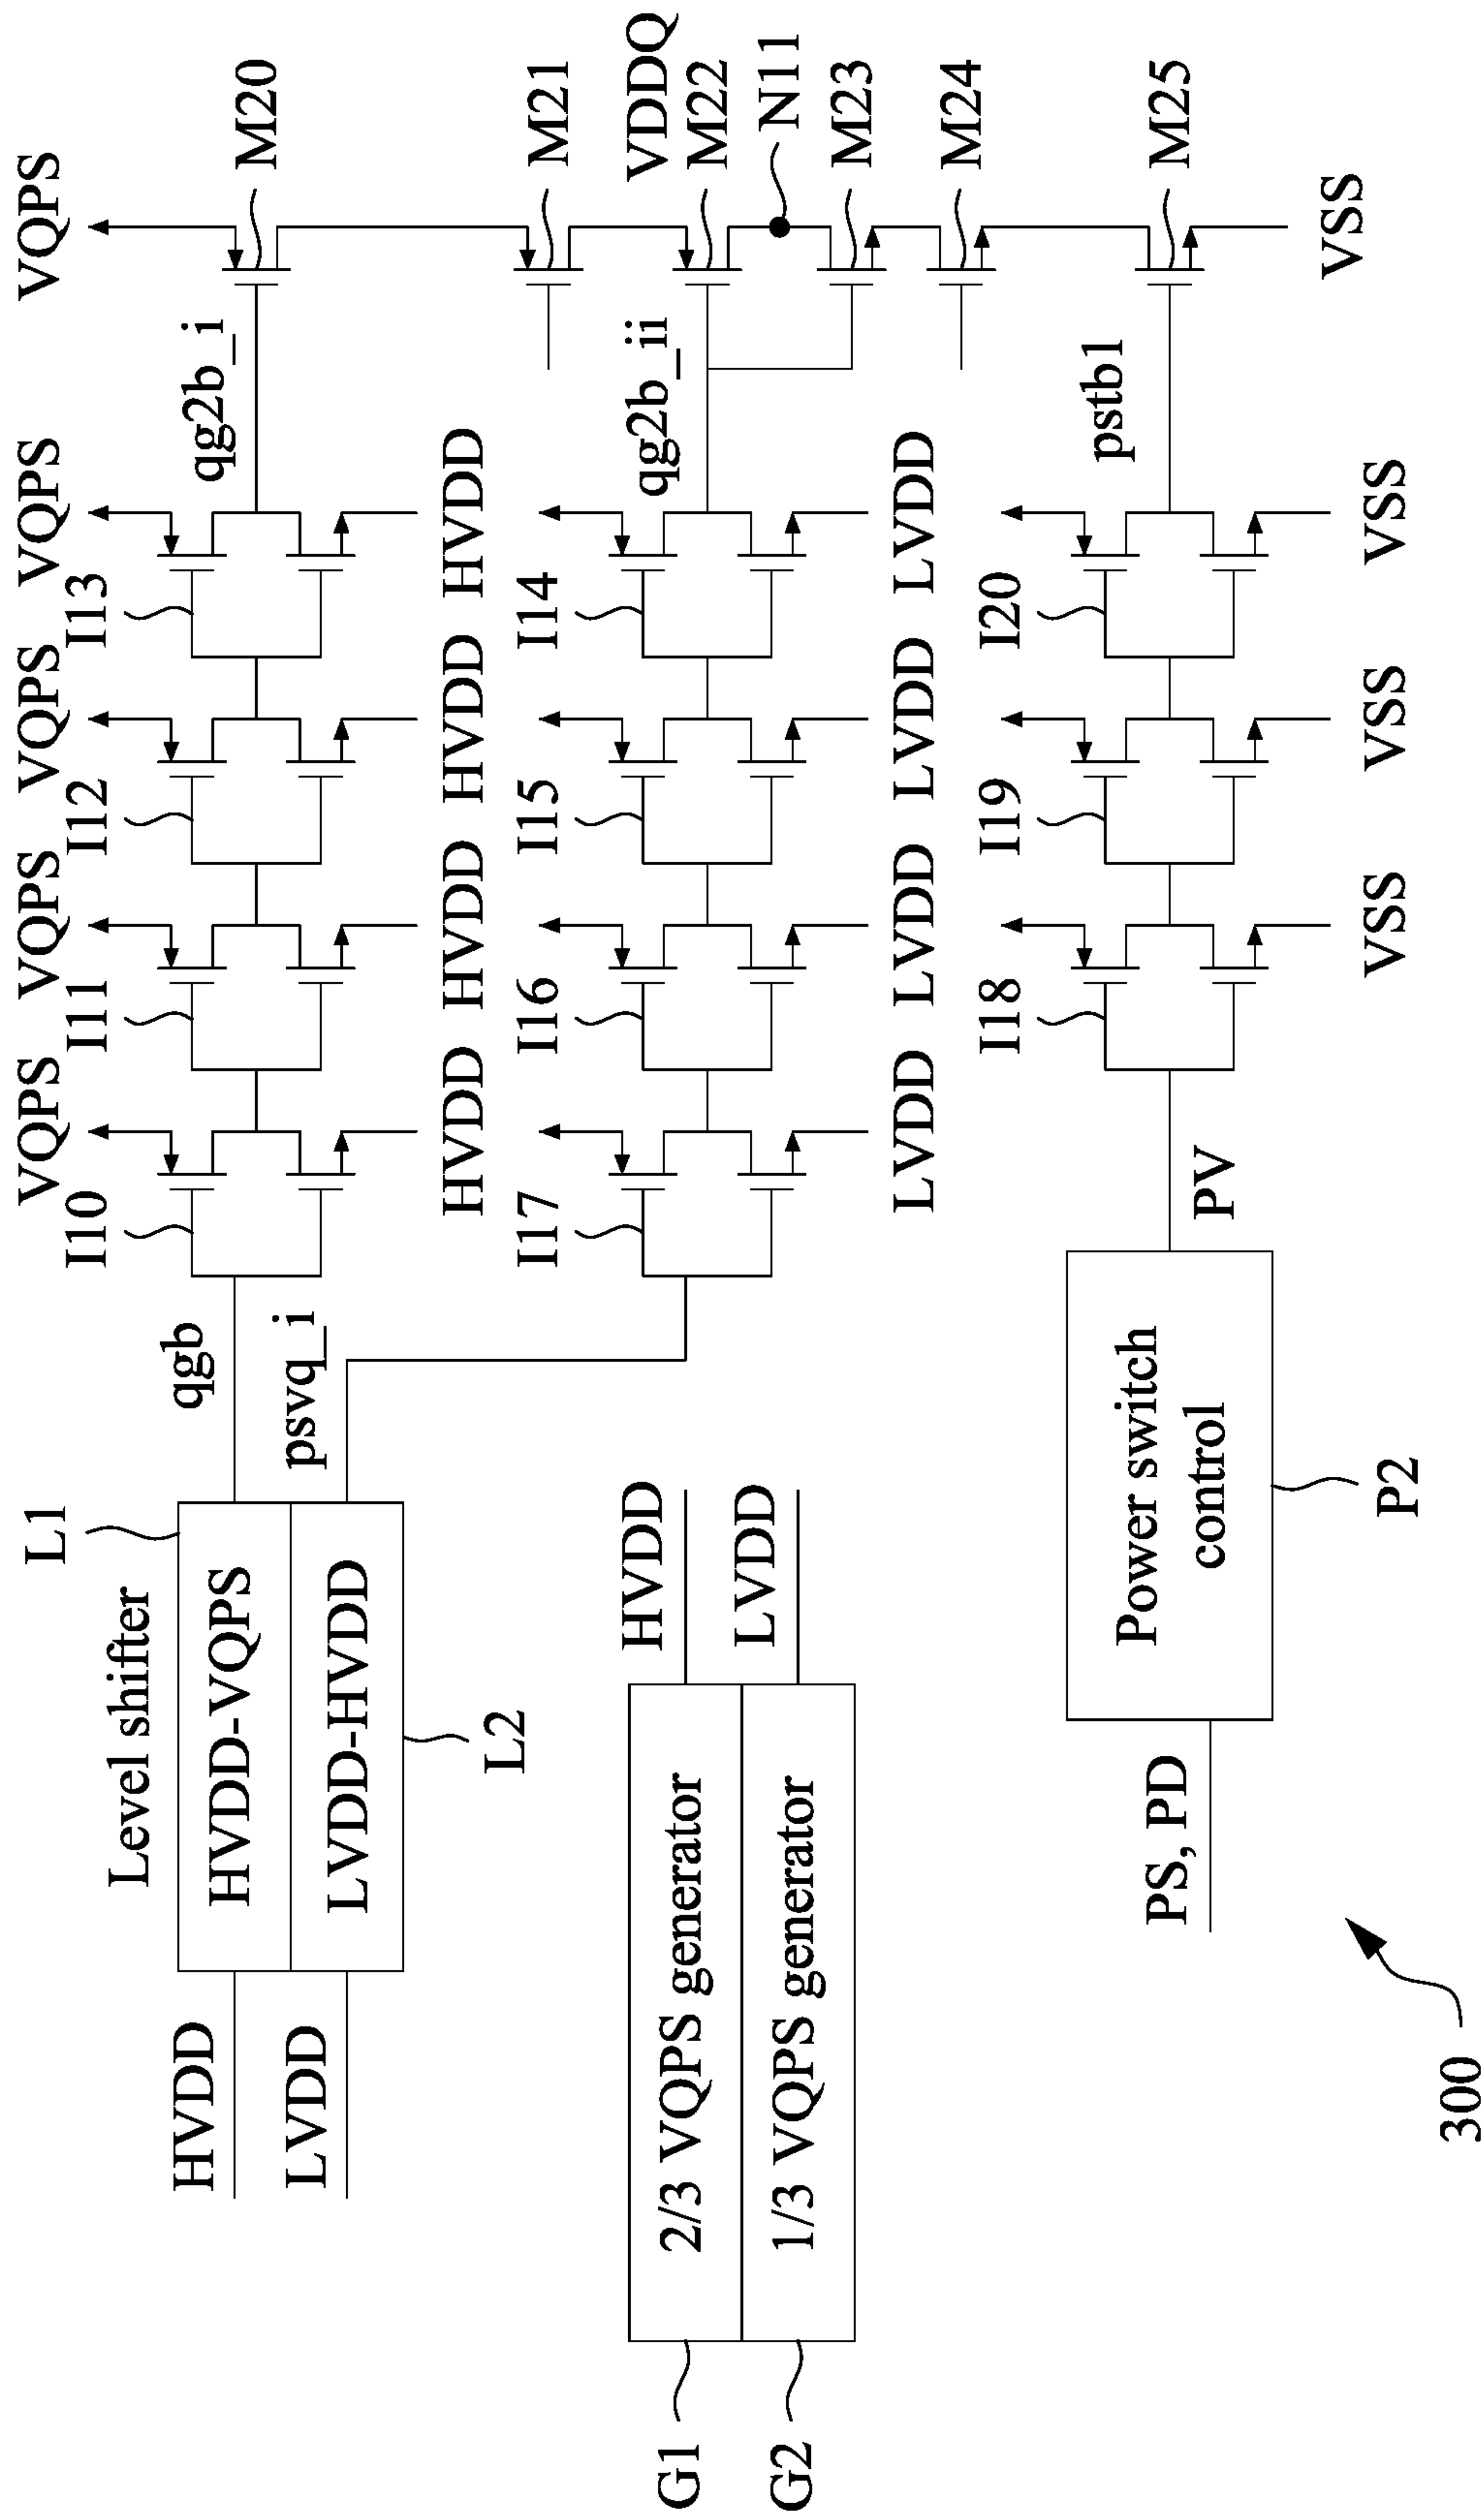 L1
VQPS
VQPS
VQPS
VQPS
VQPS
I10
I11
I12
I13
Level shifter
HVDD
qgb
qg2b_i
HVDD-VQPS
M20
LVDD
psvq_i
LVDD-HVDD
HVDD
HVDD
HVDD
HVDD
L2
I17
I16
I15
I14
M21
HVDD
qg2b_ii
VDDQ
G1
2/3 VQPS generator
M22
LVDD
N11
G2
1/3 VQPS generator
M23
LVDD
LVDD
LVDD
LVDD
M24
I18
I19
I20
pstb1
Power switch
control
PS, PD
M25
PV
VSS
P2
VSS
VSS
VSS
300